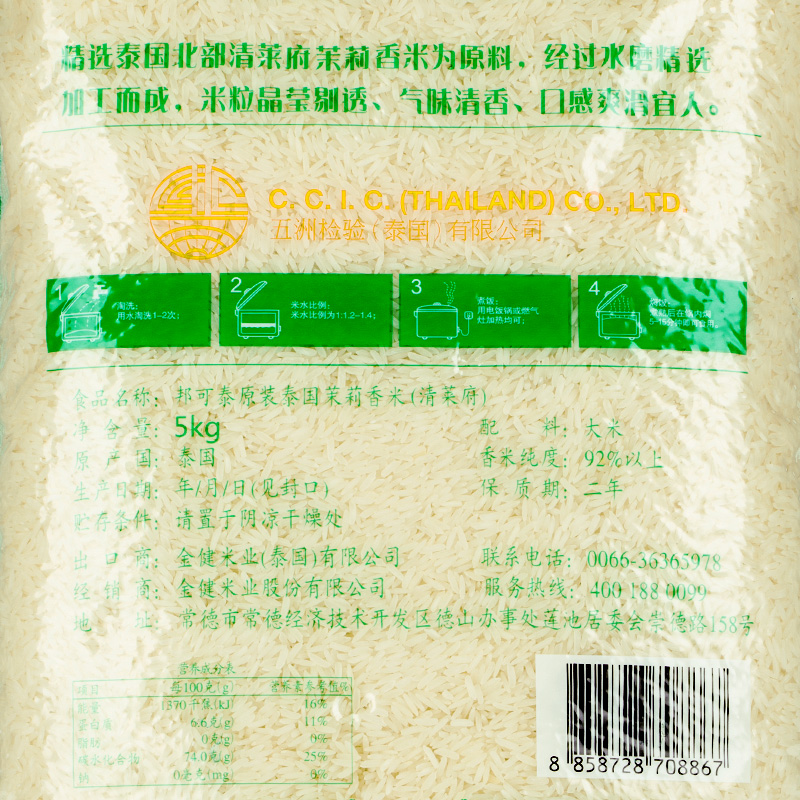 精选泰国北部清莱府茉莉香米为原料，经过水磨精选
加工而成，米粒晶莹剔透、气味清香、口感爽滑宜人。
C. C. I. C. (THAILAND) CO., LTD.
五洲检验(泰国)有限公司
1
淘洗：
用水淘洗1~2次；
2
米水比例：
米水比例为1:1.2~1.4；
3
煮饭：
用电饭锅或燃气
灶加热均可；
4
焖饭：
5~15分钟即可食用。
食品名称：邦可泰原装泰国茉莉香米(清莱府)
净含量：5kg
配料：大米
原产国：泰国
香米纯度：92%以上
生产日期：年/月/日(见封口)
保质期：二年
贮存条件：请置于阴凉干燥处
出口商：金健米业(泰国)有限公司
联系电话：0066-36365978
经销商：金健米业股份有限公司
服务热线：400 188 0099
地址：常德市常德经济技术开发区德山办事处莲池居委会崇德路158号
营养成分表
项目 每100克(g) 营养素参考值%
能量 1370千焦(kJ) 16%
蛋白质 6.6克(g) 11%
脂肪 0克(g) 0%
碳水化合物 74.0克(g) 25%
钠 0毫克(mg 0%
8 858728 708867